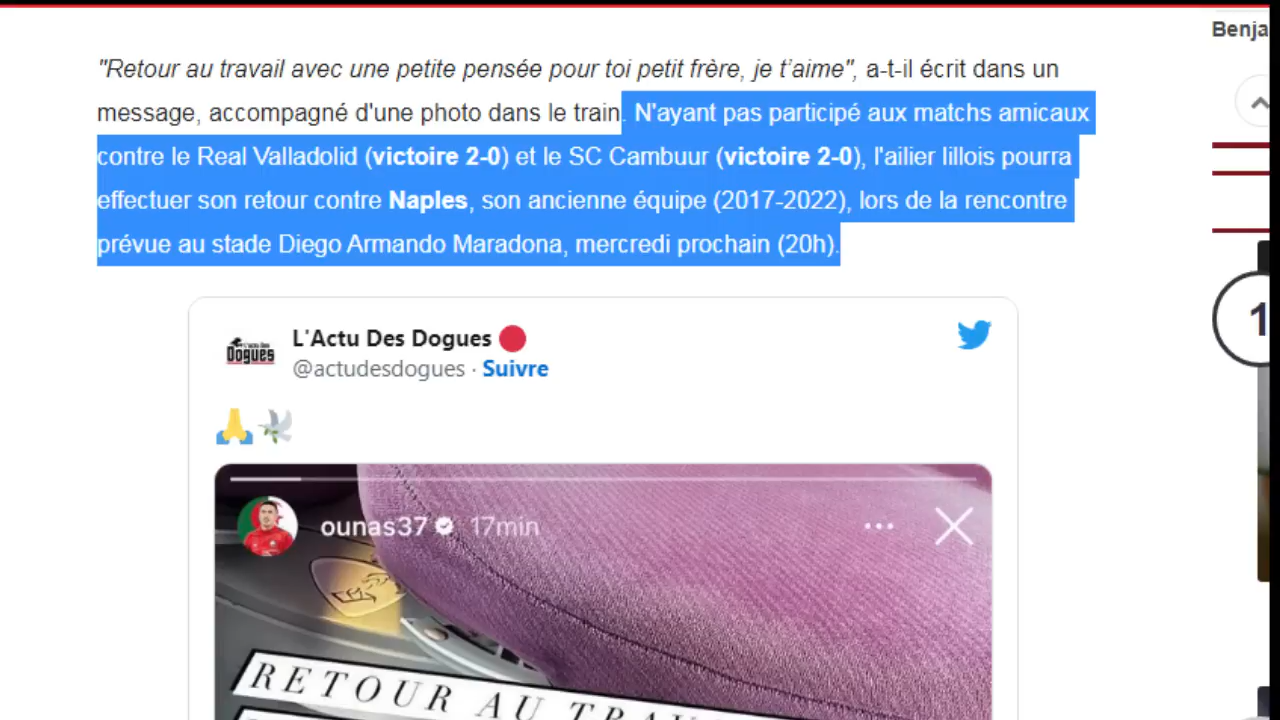 Benja
"Retour au travail avec une petite pensée pour toi petit frère, je t'aime", a-t-il écrit dans un
message, accompagné d'une photo dans le train. N'ayant pas participé aux matchs amicaux
contre le Real Valladolid (victoire 2-0) et le SC Cambuur (victoire 2-0), l'ailier lillois pourra
effectuer son retour contre Naples, son ancienne équipe (2017-2022), lors de la rencontre
prévue au stade Diego Armando Maradona, mercredi prochain (20h).
1
L'Actu Des Dogues
Dogues
@actudesdogues · Suivre
ounas37 17min
RETOUR AU